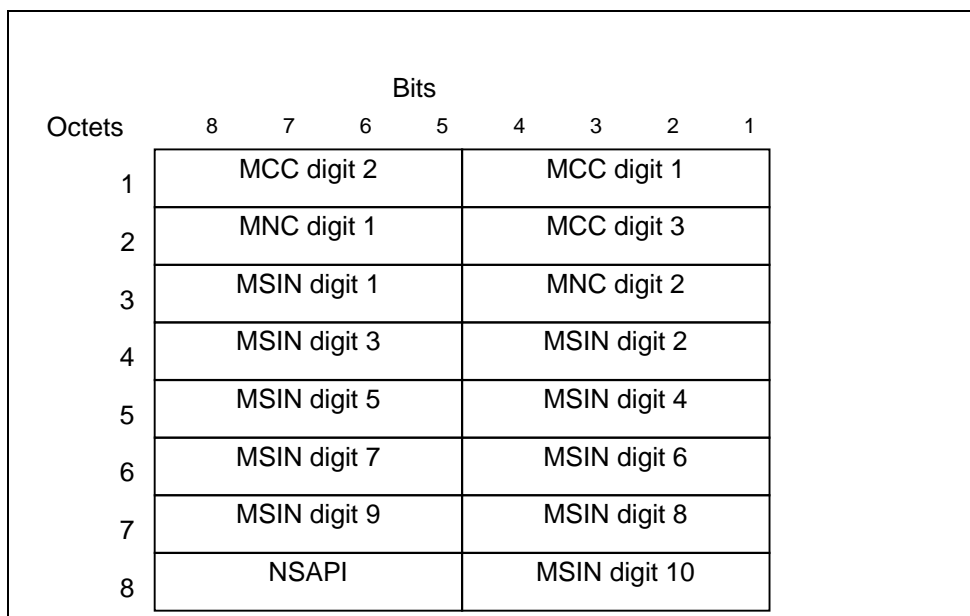 Bits
Octets 8 7 6 5 4 3 2 1
1 MCC digit 2 MCC digit 1
2 MNC digit 1 MCC digit 3
3 MSIN digit 1 MNC digit 2
4 MSIN digit 3 MSIN digit 2
5 MSIN digit 5 MSIN digit 4
6 MSIN digit 7 MSIN digit 6
7 MSIN digit 9 MSIN digit 8
8 NSAPI MSIN digit 10